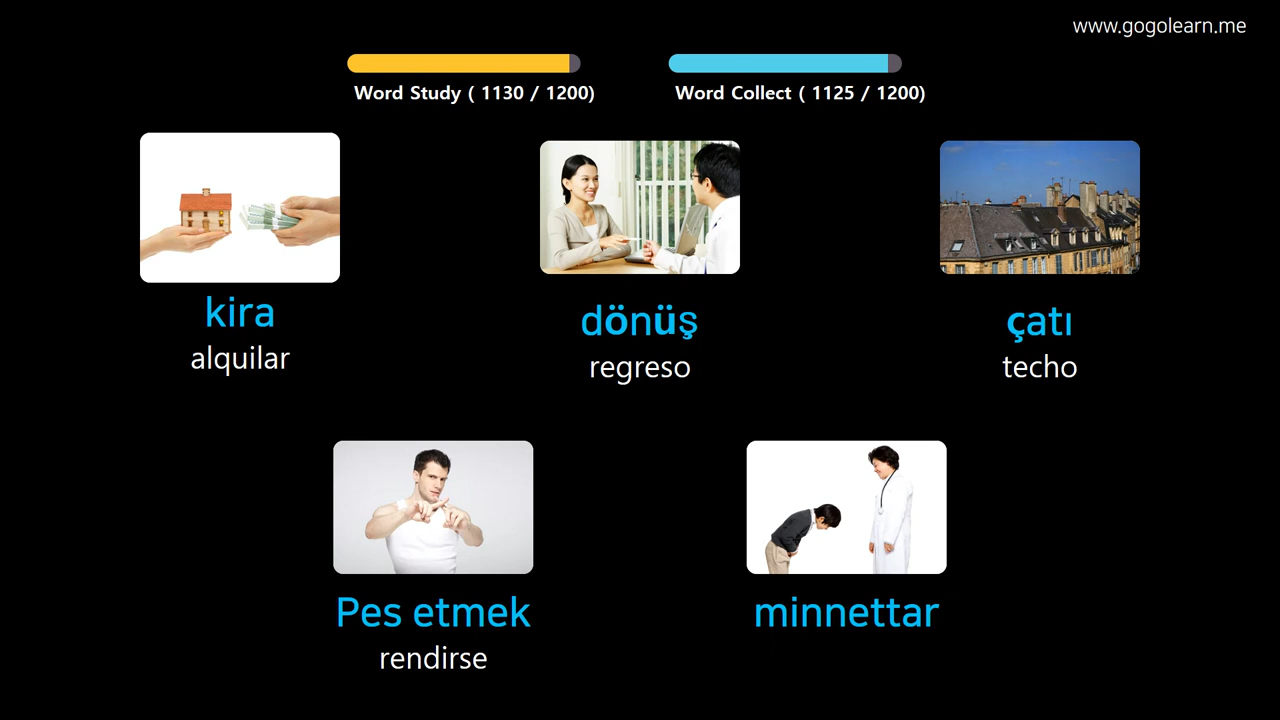 www.gogolearn.me
Word Study ( 1130 / 1200)
Word Collect ( 1125 / 1200)
kira
alquilar
dönüş
regreso
çatı
techo
Pes etmek
rendirse
minnettar